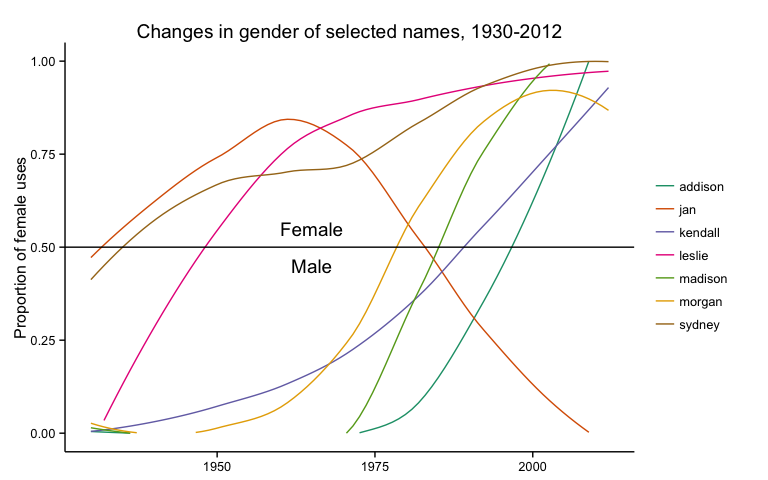 Changes in gender of selected names, 1930-2012
Proportion of female uses
1.00
0.75
0.50
0.25
0.00
Female
Male
1950
1975
2000
addison
jan
kendall
leslie
madison
morgan
sydney